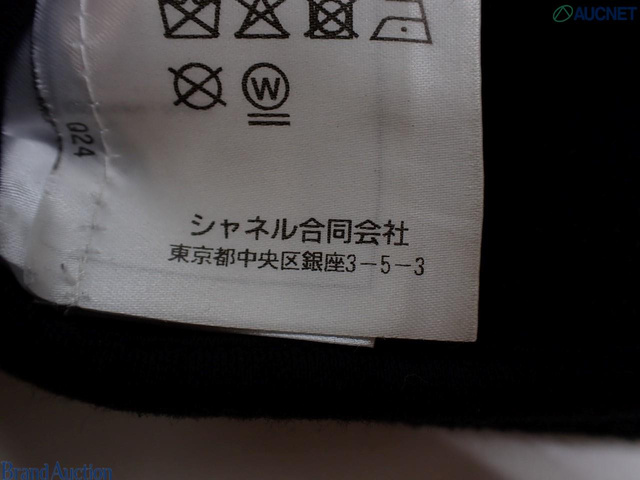 AUCNET
W
024
シャネル合同会社
東京都中央区銀座3-5-3
Brand Auction